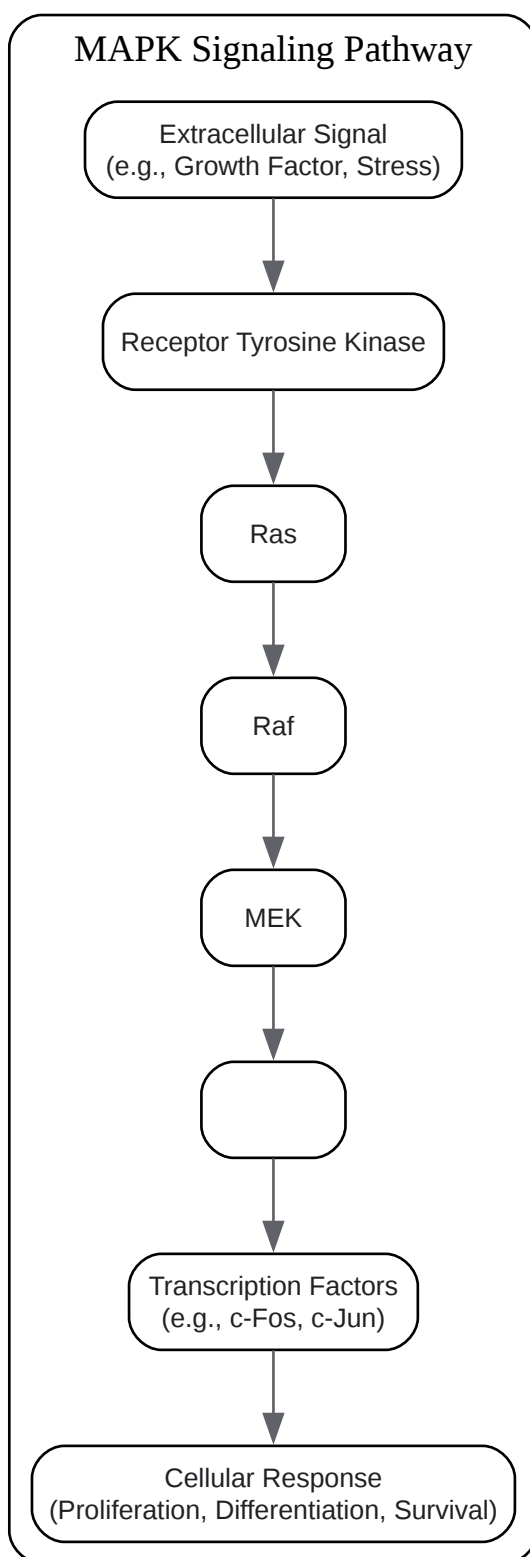 MAPK Signaling Pathway
Extracellular Signal
(e.g., Growth Factor, Stress)
Receptor Tyrosine Kinase
Ras
Raf
MEK
Transcription Factors
(e.g., c-Fos, c-Jun)
Cellular Response
(Proliferation, Differentiation, Survival)